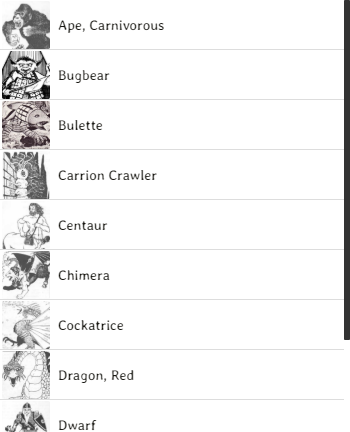 Ape, Carnivorous
Bugbear
Bulette
Carrion Crawler
Centaur
Chimera
Cockatrice
Dragon, Red
Dwarf